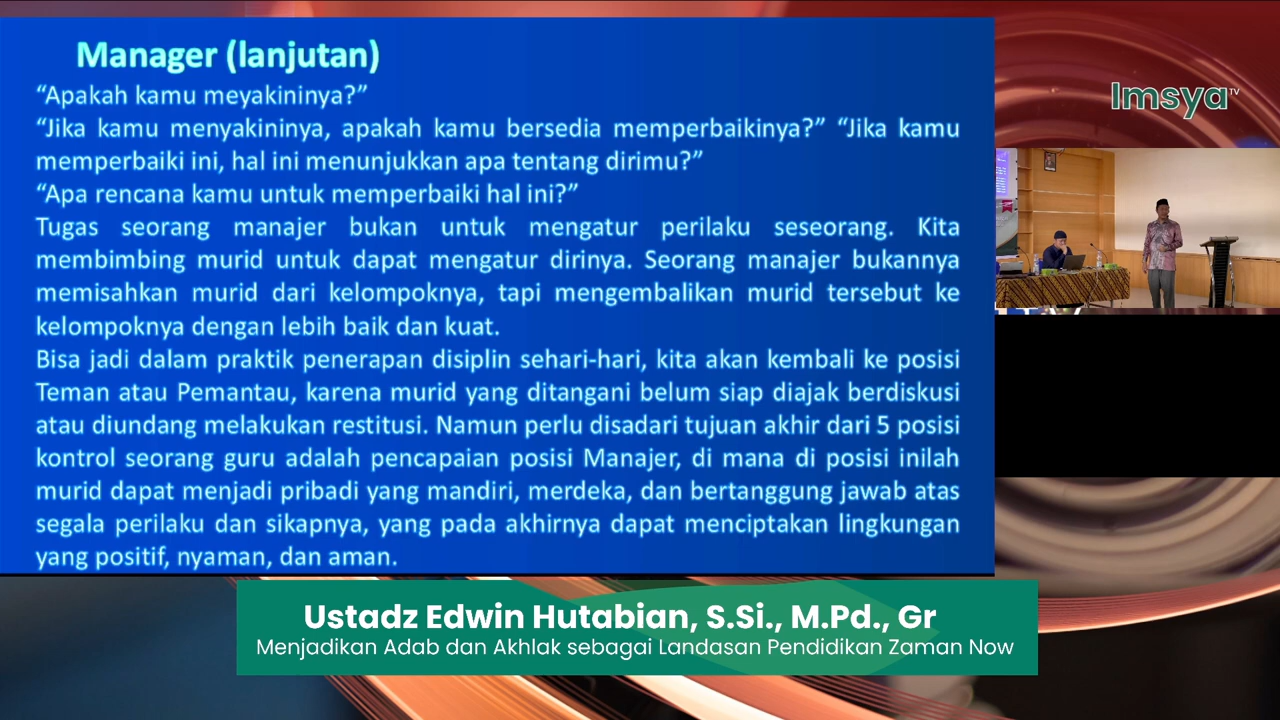 Manager (lanjutan)
“Apakah kamu meyakininya?”
“Jika kamu menyakininya, apakah kamu bersedia memperbaikinya?” “Jika kamu
memperbaiki ini, hal ini menunjukkan apa tentang dirimu?”
“Apa rencana kamu untuk memperbaiki hal ini?”
Tugas seorang manajer bukan untuk mengatur perilaku seseorang. Kita
membimbing murid untuk dapat mengatur dirinya. Seorang manajer bukannya
memisahkan murid dari kelompoknya, tapi mengembalikan murid tersebut ke
kelompoknya dengan lebih baik dan kuat.
Bisa jadi dalam praktik penerapan disiplin sehari-hari, kita akan kembali ke posisi
Teman atau Pemantau, karena murid yang ditangani belum siap diajak berdiskusi
atau diundang melakukan restitusi. Namun perlu disadari tujuan akhir dari 5 posisi
kontrol seorang guru adalah pencapaian posisi Manajer, di mana di posisi inilah
murid dapat menjadi pribadi yang mandiri, merdeka, dan bertanggung jawab atas
segala perilaku dan sikapnya, yang pada akhirnya dapat menciptakan lingkungan
yang positif, nyaman, dan aman.
Imsya TV
Ustadz Edwin Hutabian, S.Si., M.Pd., Gr
Menjadikan Adab dan Akhlak sebagai Landasan Pendidikan Zaman Now